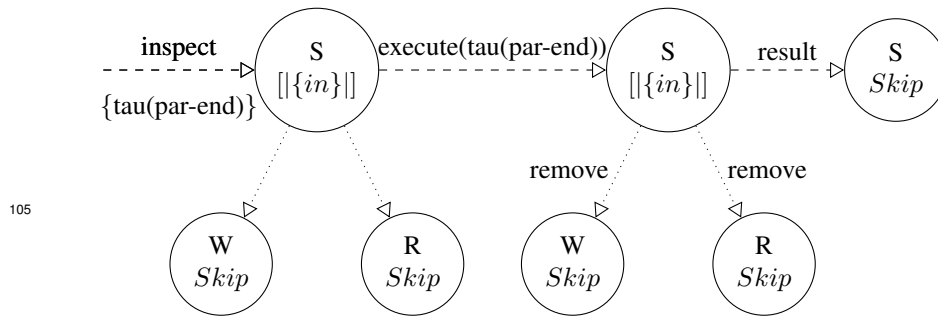 inspect
{tau(par-end)}
S
[|{in}|]
execute(tau(par-end))
S
[|{in}|]
result
S
Skip
remove
remove
105
W
Skip
R
Skip
W
Skip
R
Skip